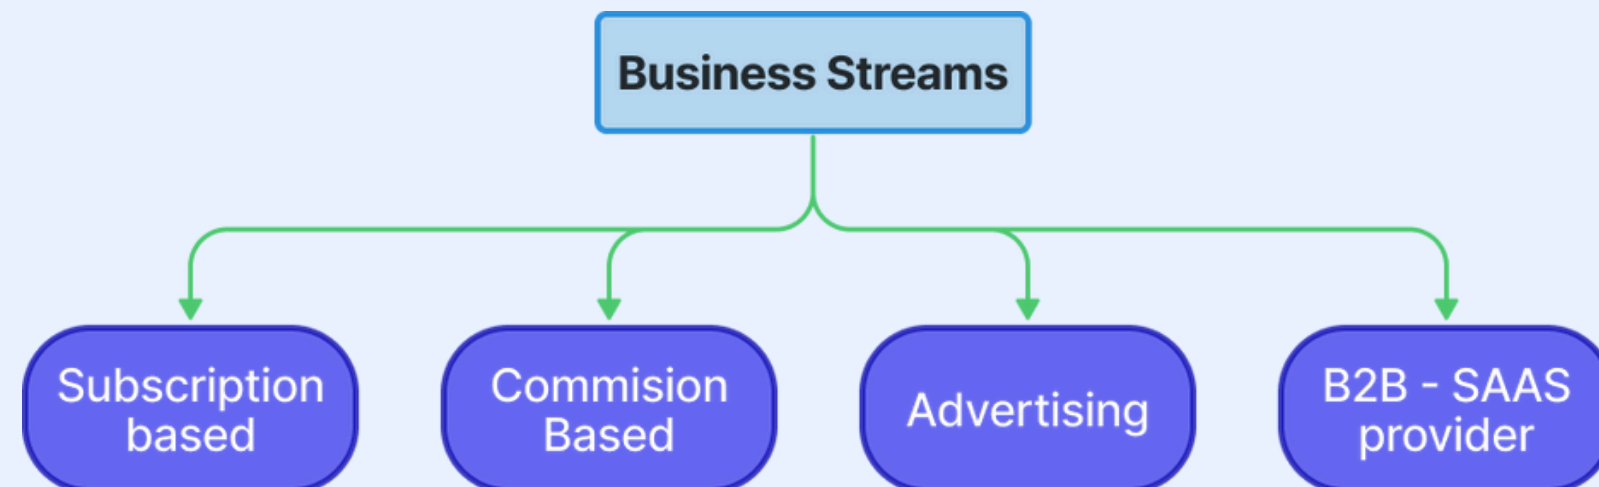 Business Streams
Subscription
based
Commision
Based
Advertising
B2B - SAAS
provider